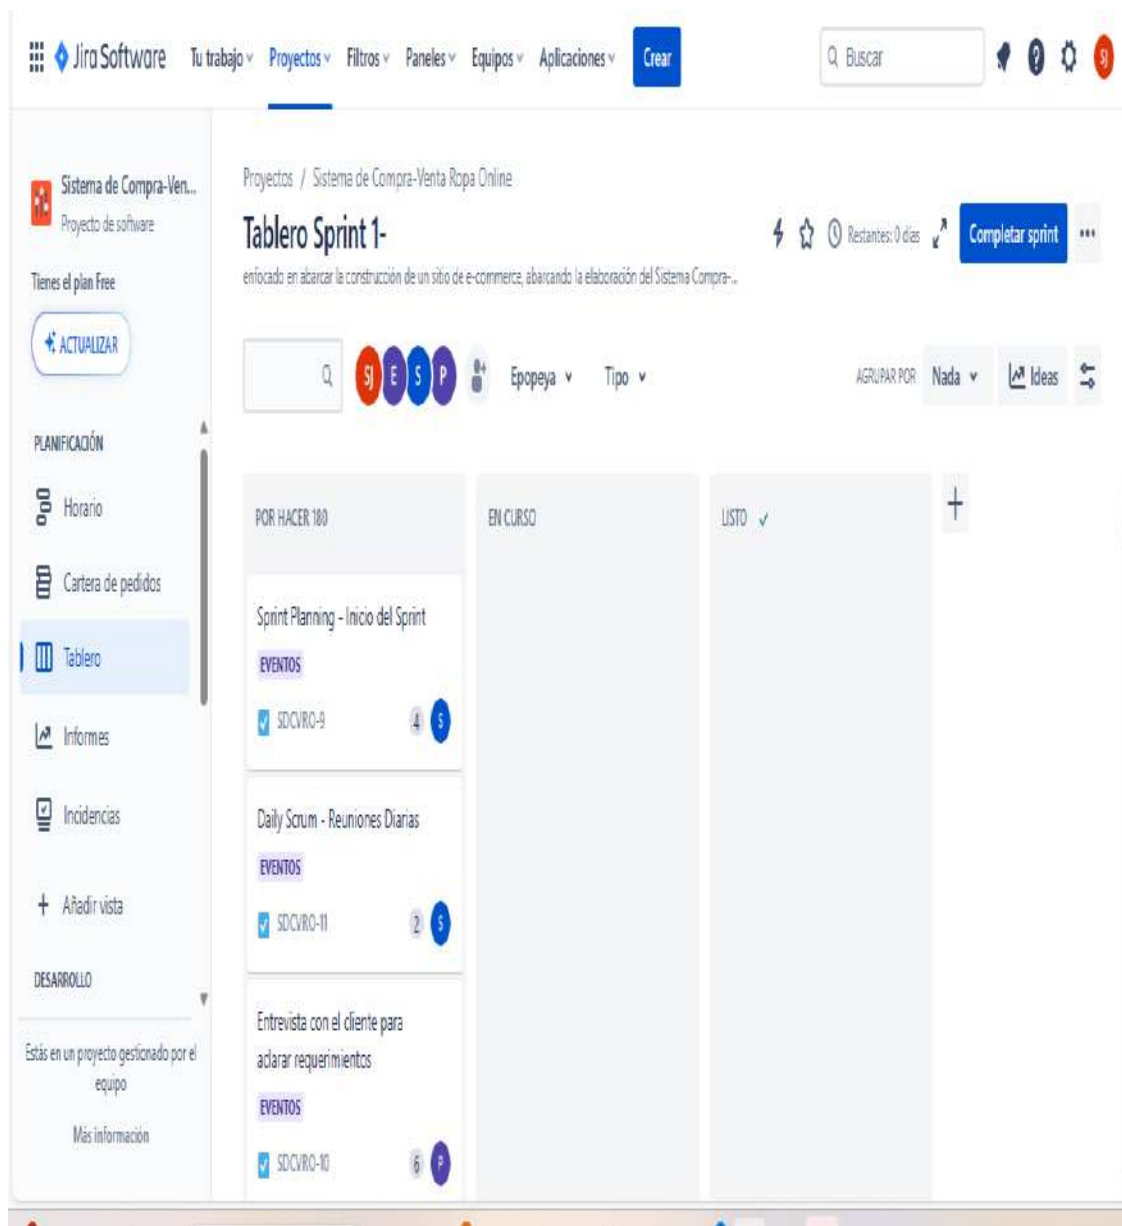 Jira Software Tu trabajo Proyectos Filtros Paneles Equipos Aplicaciones Crear Buscar SJ
Sistema de Compra-Ven...
Proyecto de software
Tienes el plan Free
ACTUALIZAR
PLANIFICACIÓN
Horario
Cartera de pedidos
Tablero
Informes
Incidencias
Añadir vista
DESARROLLO
Estás en un proyecto gestionado por el
equipo
Más información
Proyectos / Sistema de Compra-Venta Ropa Online
Tablero Sprint 1-
Restantes: 0 días Completar sprint
enfocado en abarcar la construcción de un sitio de e-commerce, abarcando la elaboración del Sistema Compra-...
SJ E S P Epopeya Tipo AGRUPAR POR Nada Ideas
POR HACER 180
Sprint Planning - Inicio del Sprint
EVENTOS
SDCVRO-9 4 S
Daily Scrum - Reuniones Diarias
EVENTOS
SDCVRO-11 2 S
Entrevista con el cliente para
aclarar requerimientos
EVENTOS
SDCVRO-10 6 P
EN CURSO
LISTO